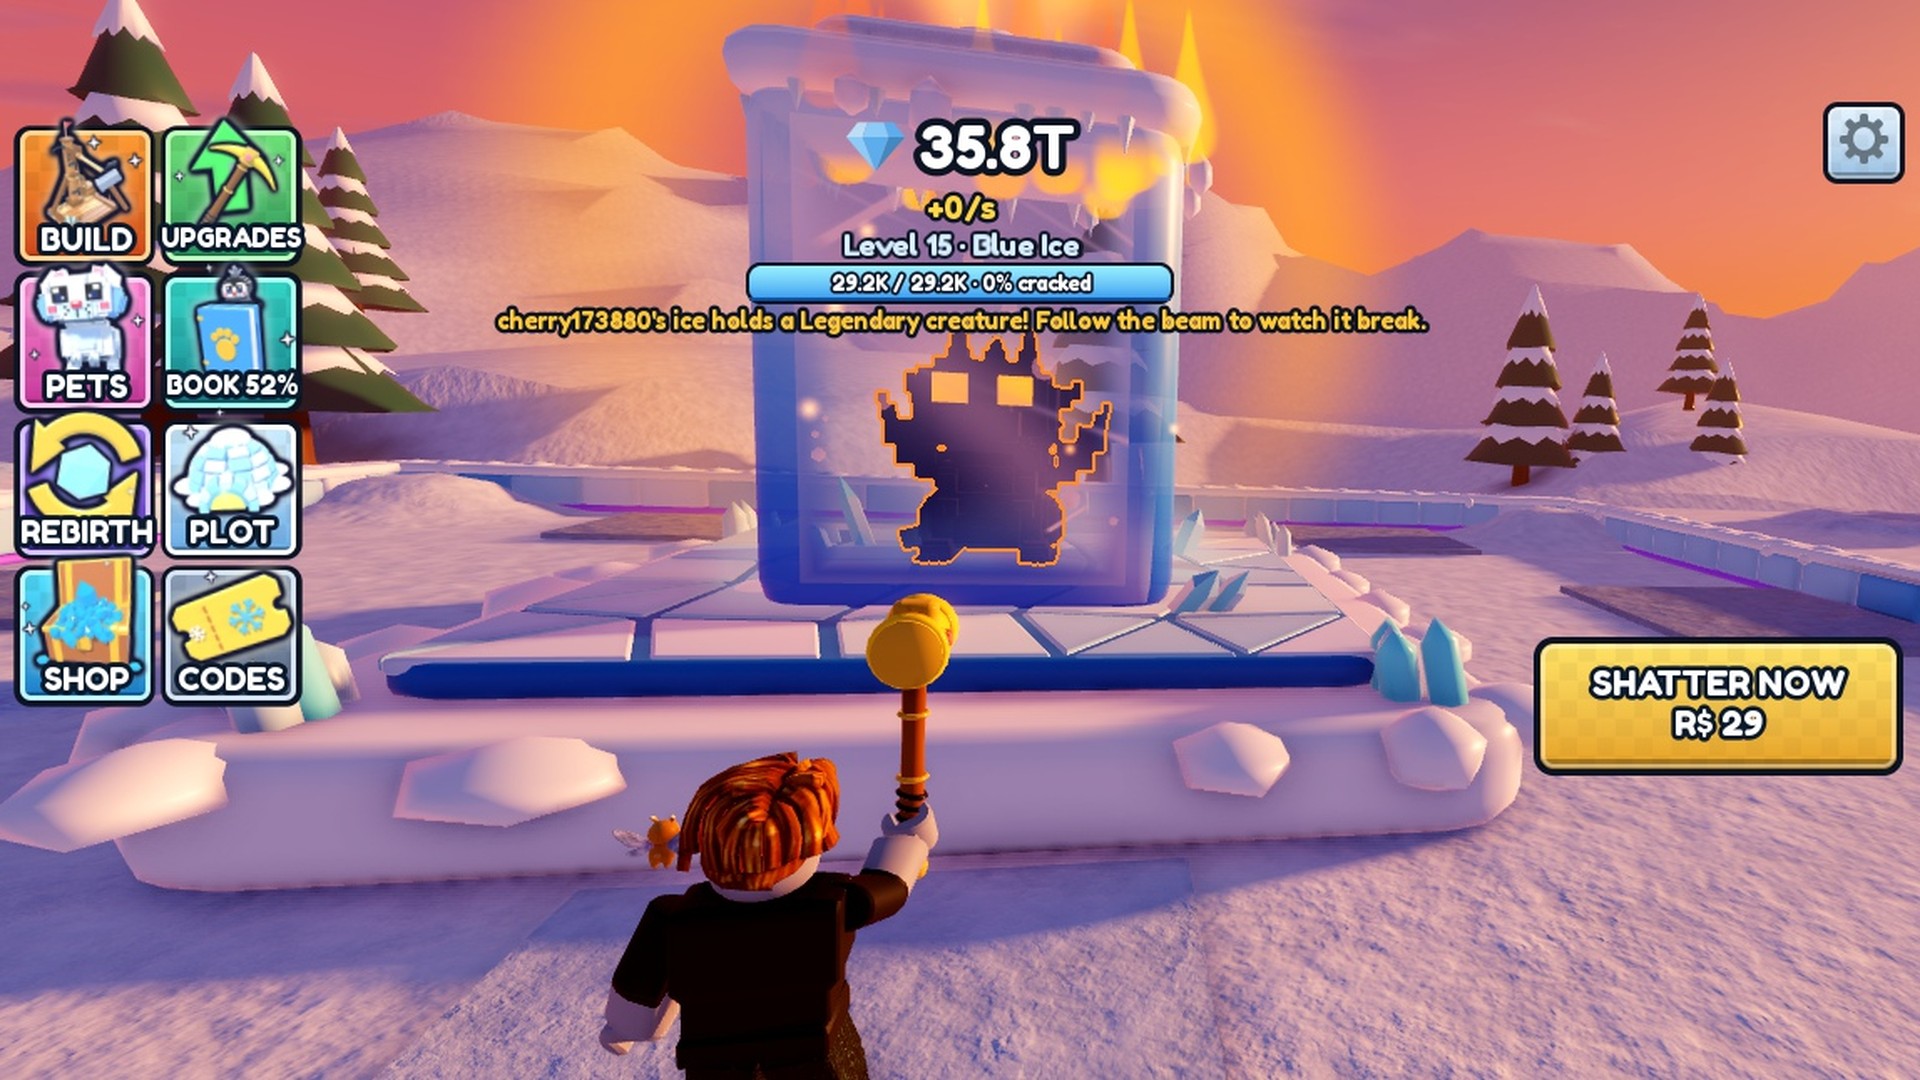 35.8T
+0/s
Level 15 · Blue Ice
29.2K / 29.2K · 0% cracked
cherry173880's ice holds a Legendary creature! Follow the beam to watch it break.
BUILD
UPGRADES
PETS
BOOK 52%
REBIRTH
PLOT
SHOP
CODES
SHATTER NOW
R$ 29